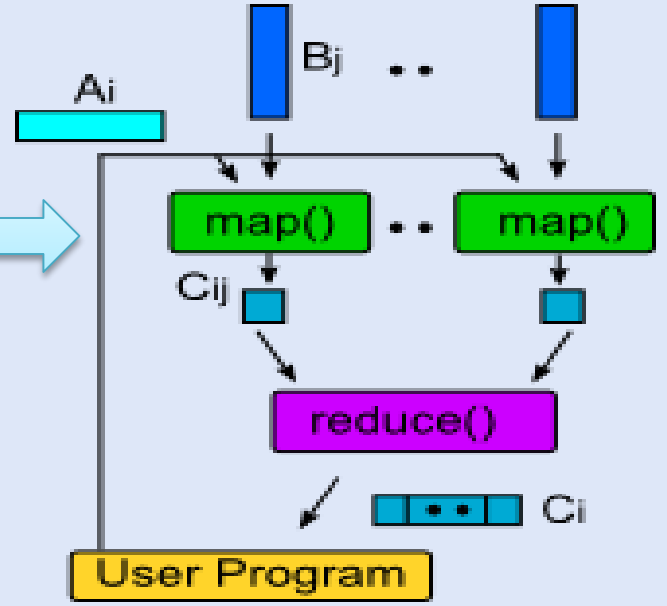 Bj
Ai
map()
map()
Cij
reduce()
Ci
User Program